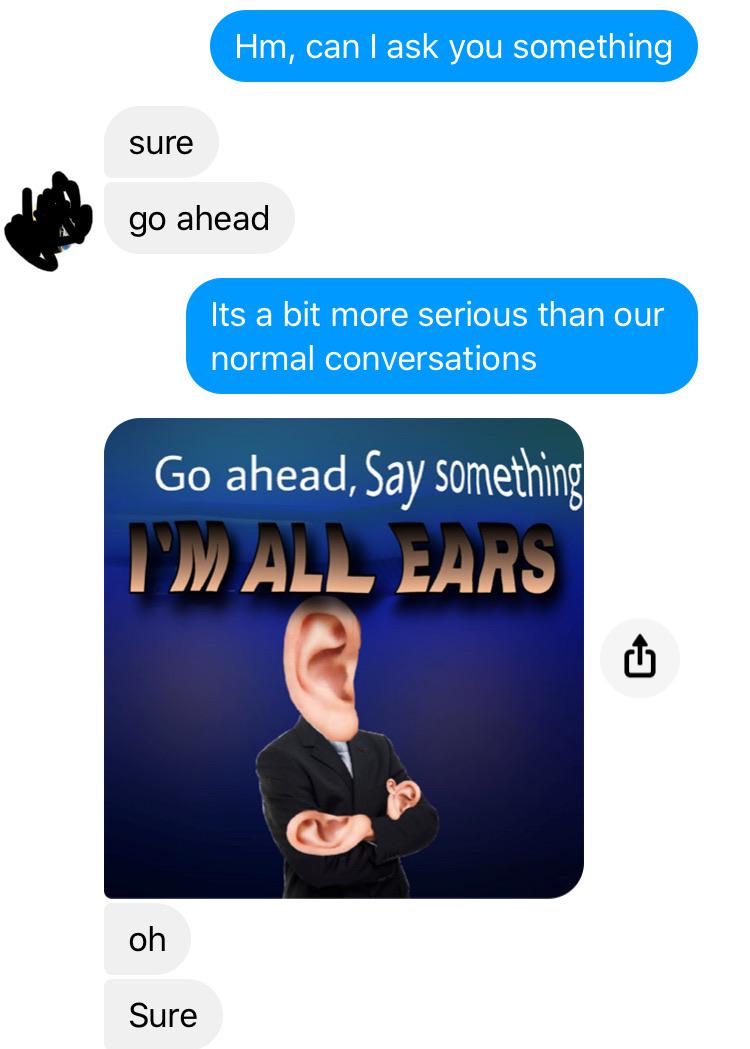 Hm, can I ask you something
sure
go ahead
Its a bit more serious than our
normal conversations
Go ahead, Say something
I'M ALL EARS
oh
Sure